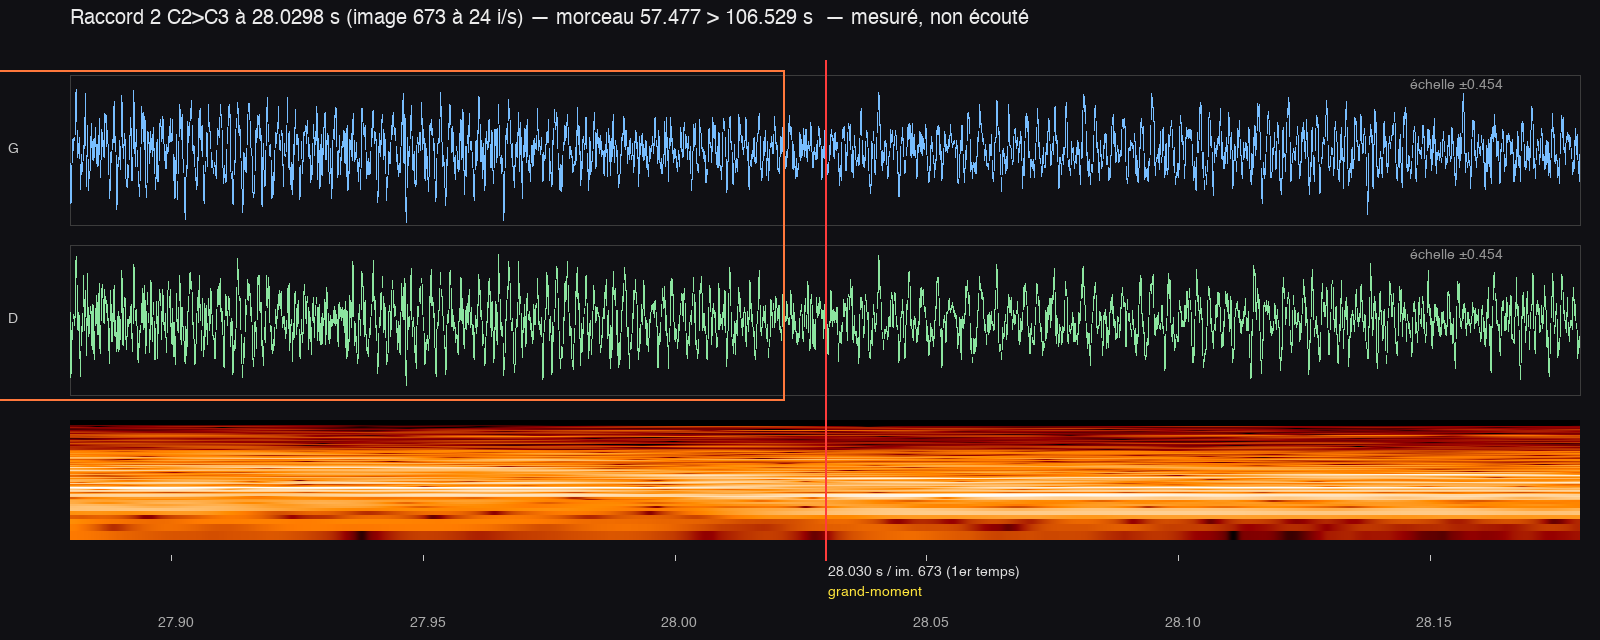 Raccord 2 C2>C3 à 28.0298 s (image 673 à 24 i/s) — morceau 57.477 > 106.529 s — mesuré, non écouté
échelle ±0.454
G
échelle ±0.454
D
28.030 s / im. 673 (1er temps)
grand-moment
27.90 27.95 28.00 28.05 28.10 28.15